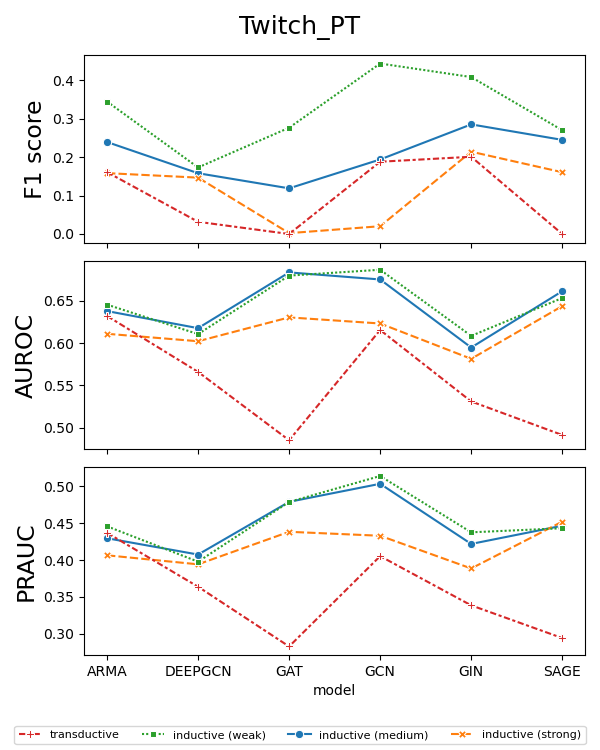 Twitch_PT
F1 score
0.4
0.3
0.2
0.1
0.0
AUROC
0.65
0.60
0.55
0.50
PRAUC
0.50
0.45
0.40
0.35
0.30
ARMA DEEPGCN GAT GCN GIN SAGE
model
transductive inductive (weak) inductive (medium) inductive (strong)